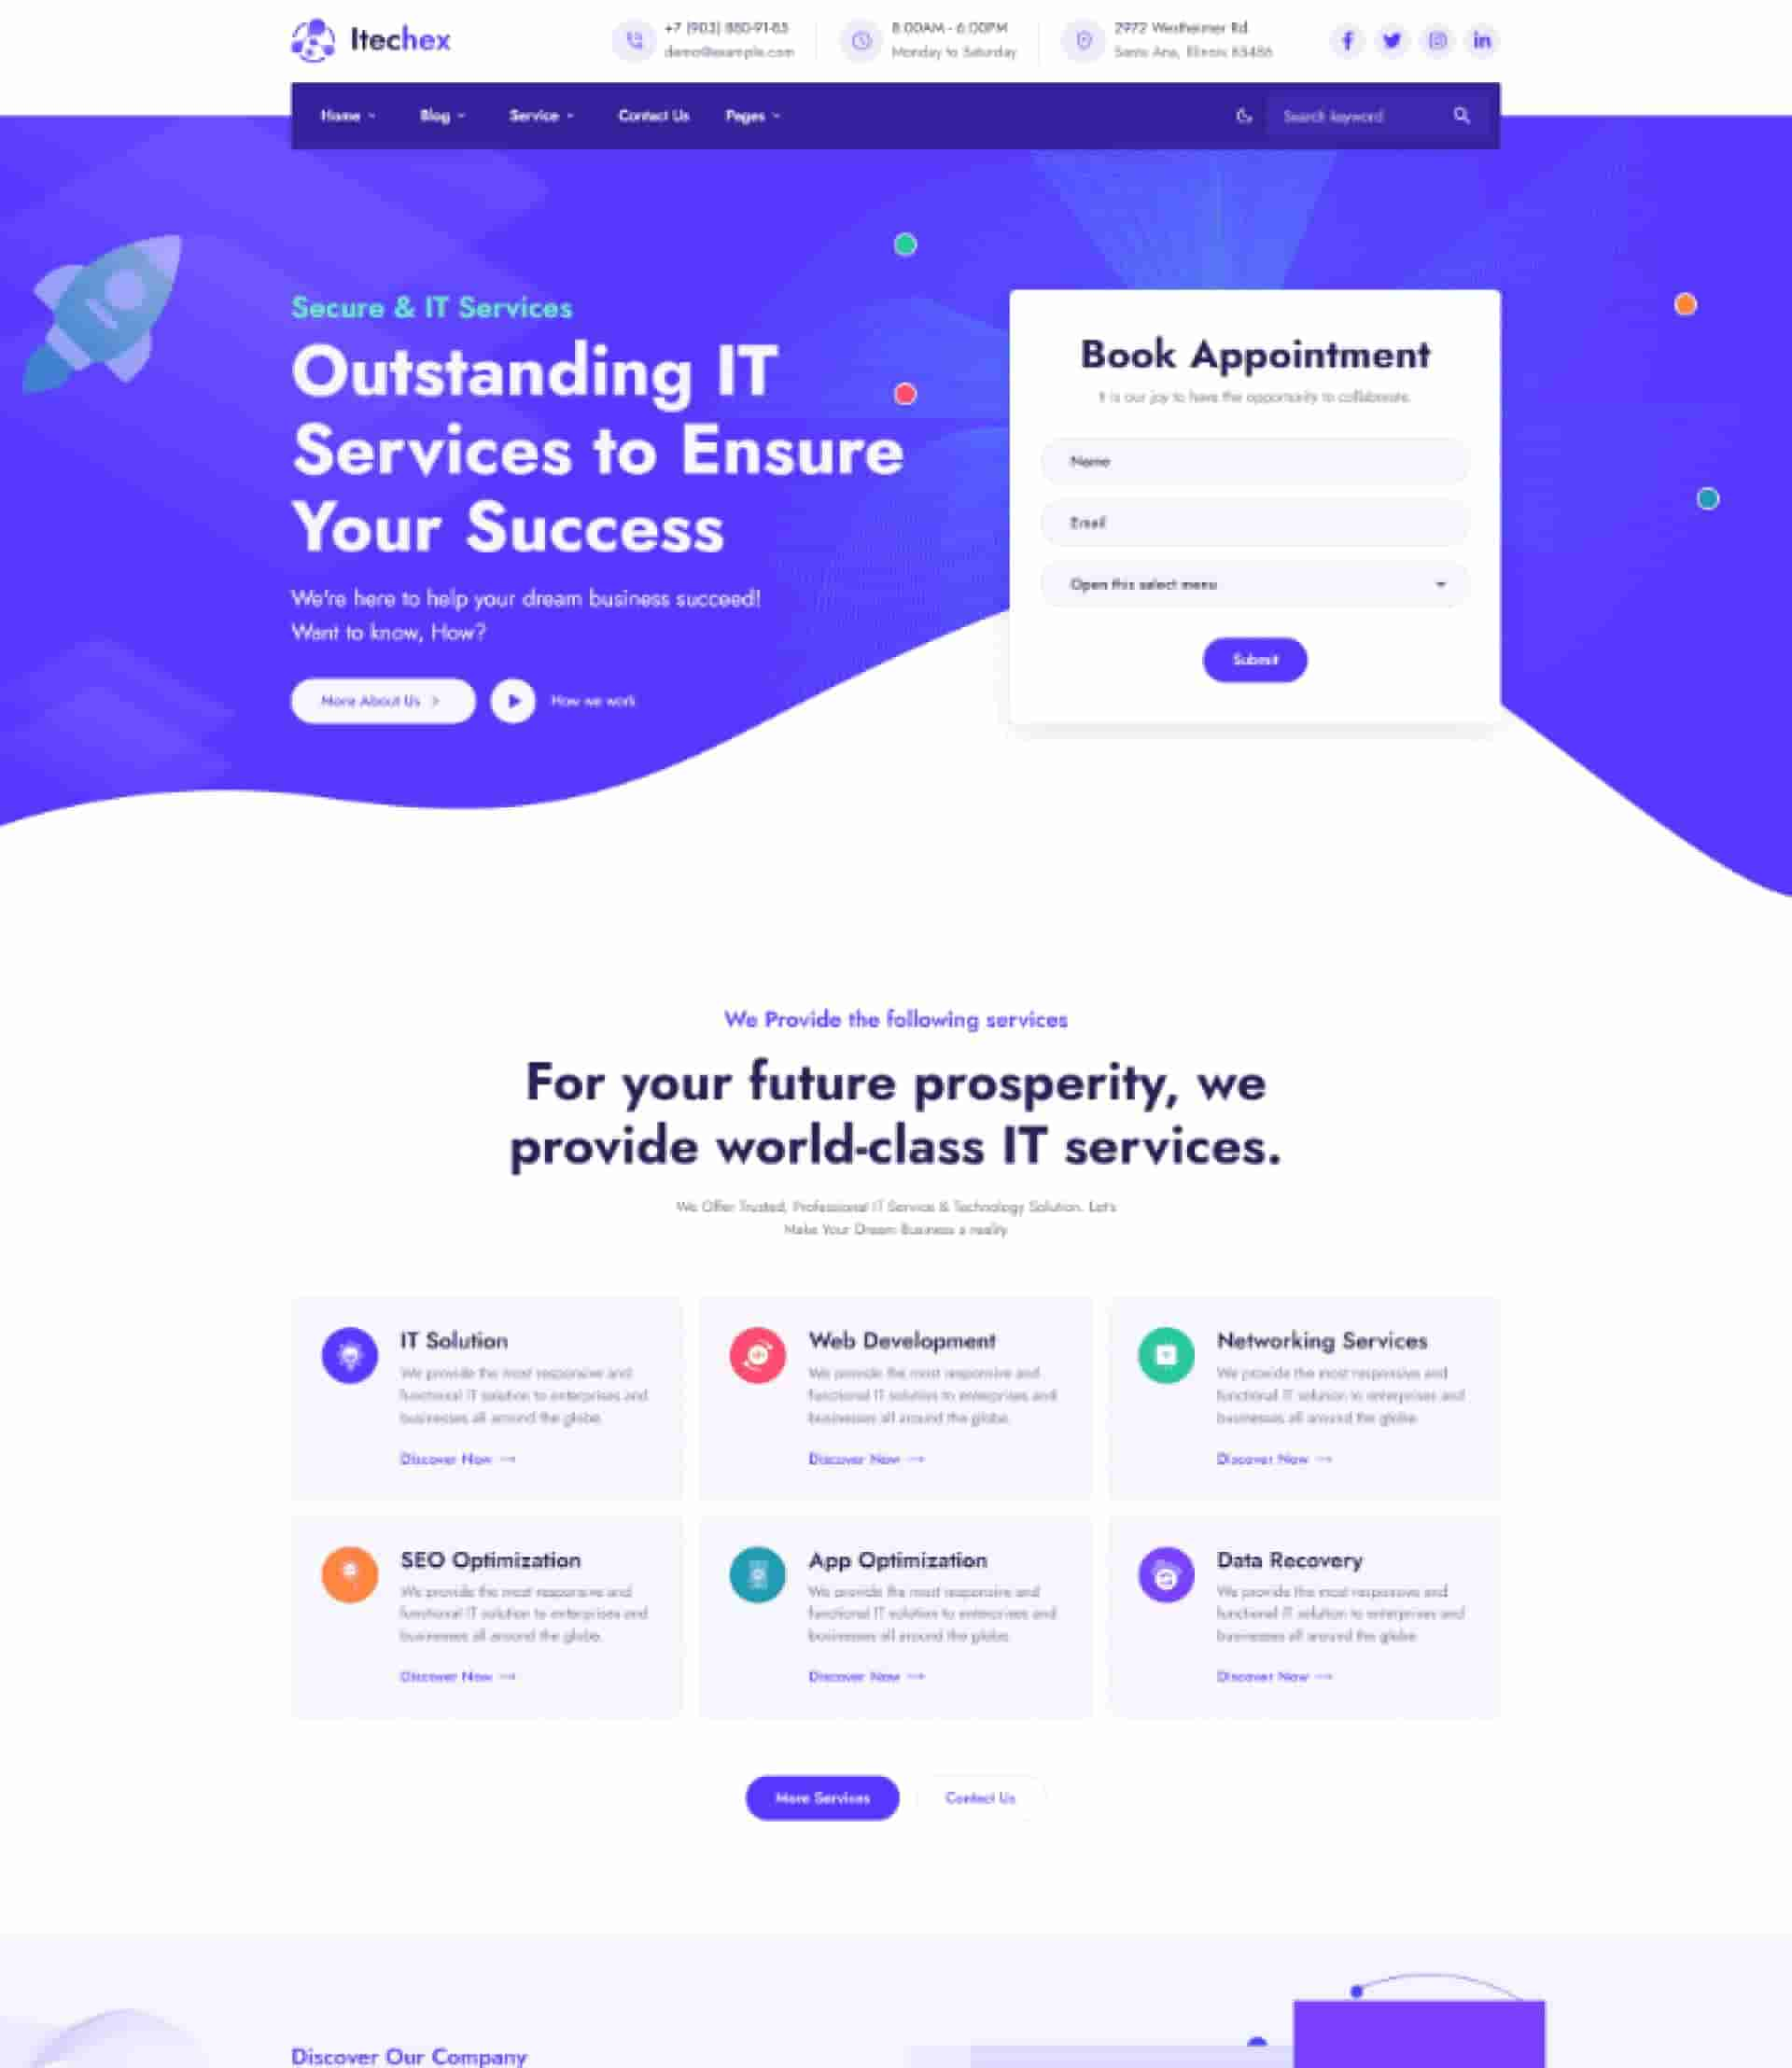 Itechex
+7 (903) 880-91-85
demo@example.com
8:00AM - 6:00PM
Monday to Saturday
2972 Westheimer Rd
Santa Ana, Illinois 85486
Home
Blog
Service
Contact Us
Pages
Search keyword
Secure & IT Services
Outstanding IT
Services to Ensure
Your Success
We're here to help your dream business succeed!
Want to know, How?
More About Us
How we work
Book Appointment
It is our joy to have the opportunity to collaborate.
Name
Email
Open this select menu
Submit
We Provide the following services
For your future prosperity, we
provide world-class IT services.
We Offer Trusted, Professional IT Service & Technology Solution. Let's
Make Your Dream Business a reality
IT Solution
We provide the most responsive and
functional IT solution to enterprises and
businesses all around the globe.
Discover Now
Web Development
We provide the most responsive and
functional IT solution to enterprises and
businesses all around the globe.
Discover Now
Networking Services
We provide the most responsive and
functional IT solution to enterprises and
businesses all around the globe.
Discover Now
SEO Optimization
We provide the most responsive and
functional IT solution to enterprises and
businesses all around the globe.
Discover Now
App Optimization
We provide the most responsive and
functional IT solution to enterprises and
businesses all around the globe.
Discover Now
Data Recovery
We provide the most responsive and
functional IT solution to enterprises and
businesses all around the globe.
Discover Now
More Services
Contact Us
Discover Our Company